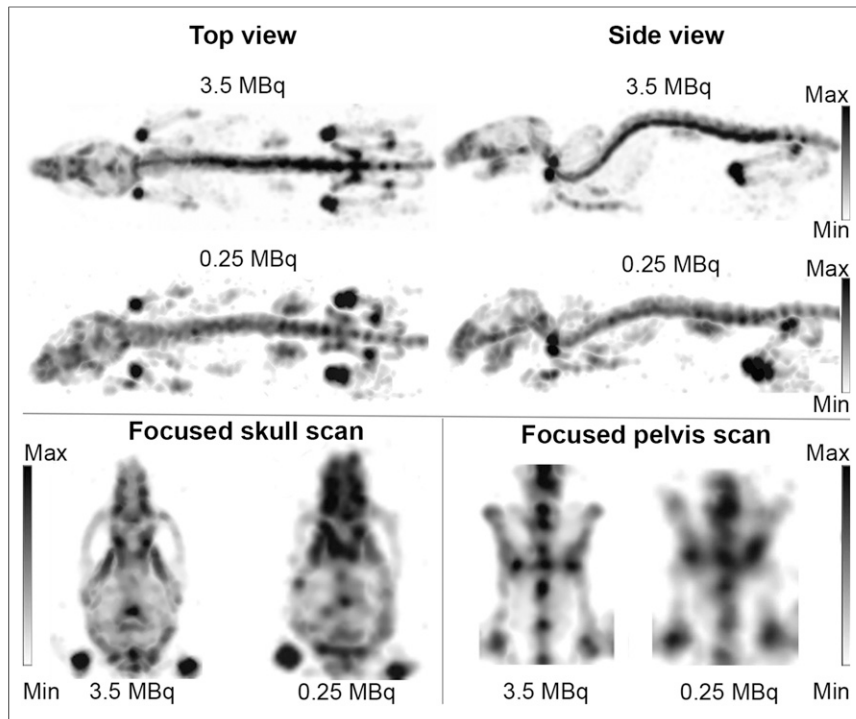 Top view
Side view
3.5 MBq
3.5 MBq
Max
Min
0.25 MBq
0.25 MBq
Max
Min
Focused skull scan
Focused pelvis scan
Max
Max
Min
3.5 MBq
0.25 MBq
3.5 MBq
0.25 MBq
Min